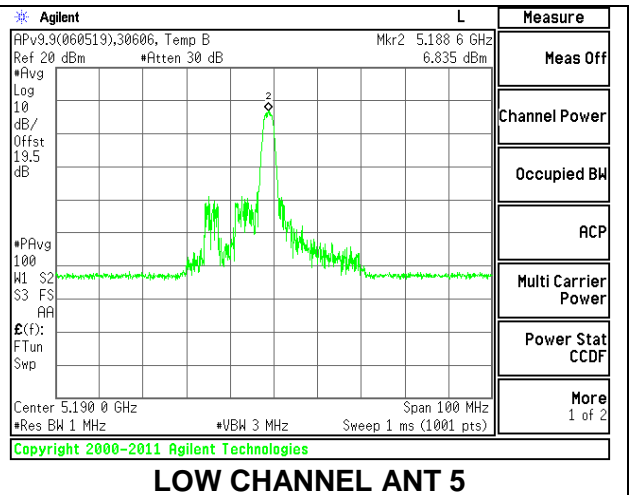 Agilent L Measure
APv9.9(060519),30606, Temp B Mkr2 5.188 6 GHz
Ref 20 dBm #Atten 30 dB 6.835 dBm
#Avg
Log
10
dB/
Offst
19.5
dB
2
#PAvg
100
W1 S2
S3 FS
AA
£(f):
FTun
Swp
Center 5.190 0 GHz Span 100 MHz
#Res BW 1 MHz #VBW 3 MHz Sweep 1 ms (1001 pts)
Meas Off
Channel Power
Occupied BW
ACP
Multi Carrier
Power
Power Stat
CCDF
More
1 of 2
Copyright 2000-2011 Agilent Technologies
LOW CHANNEL ANT 5